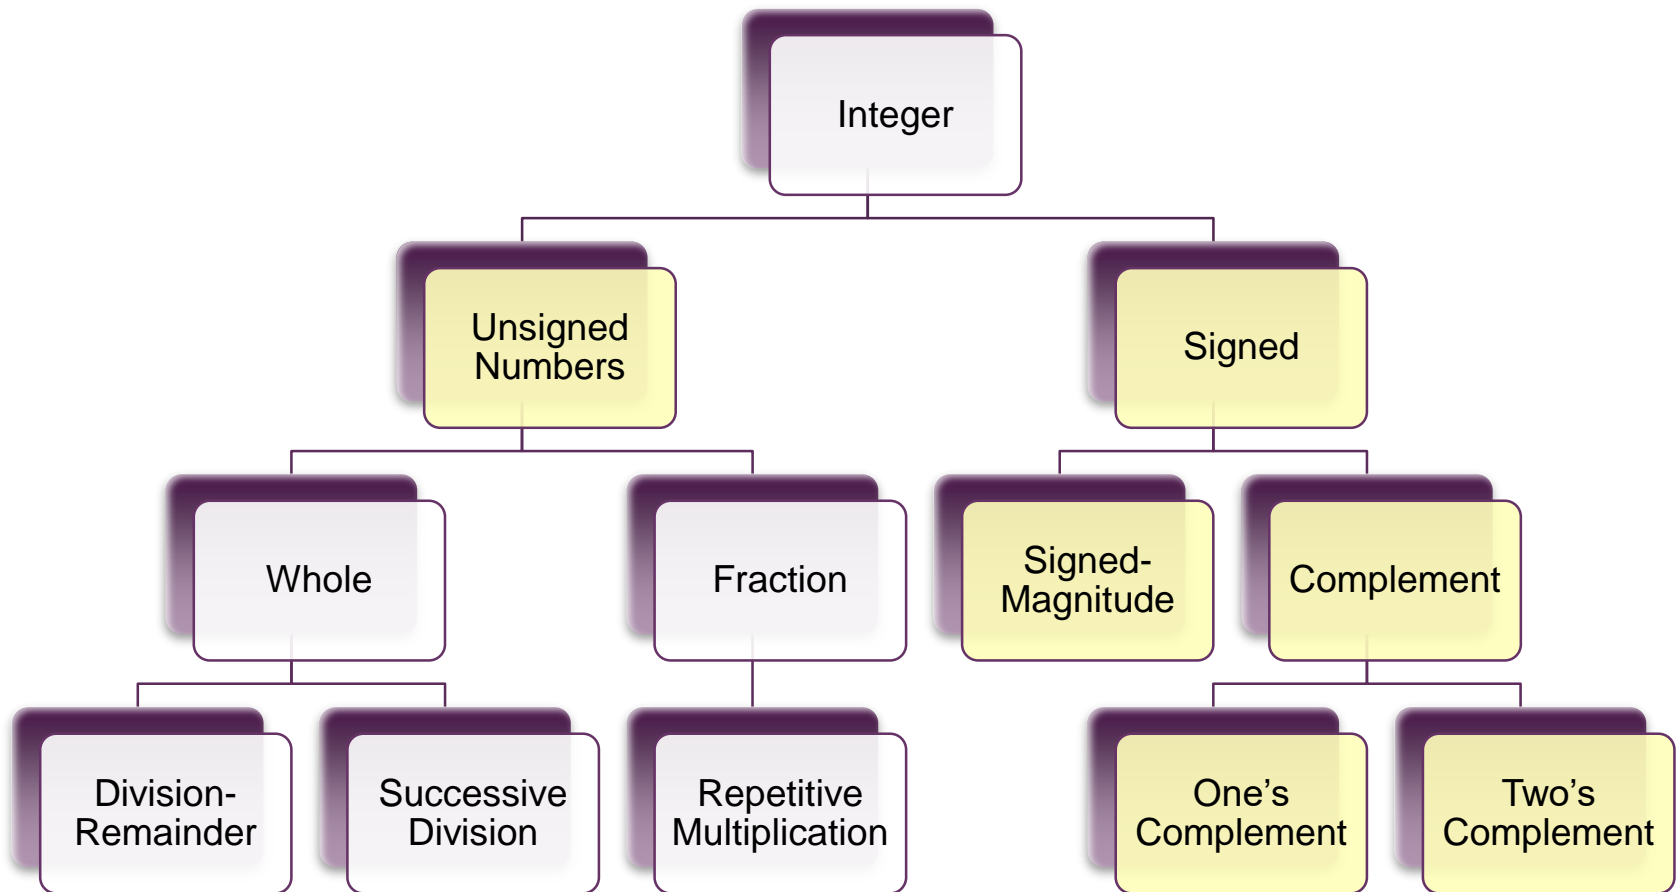 Integer
Unsigned
Numbers
Signed
Whole
Fraction
Signed-
Magnitude
Complement
Division-
Remainder
Successive
Division
Repetitive
Multiplication
One's
Complement
Two's
Complement